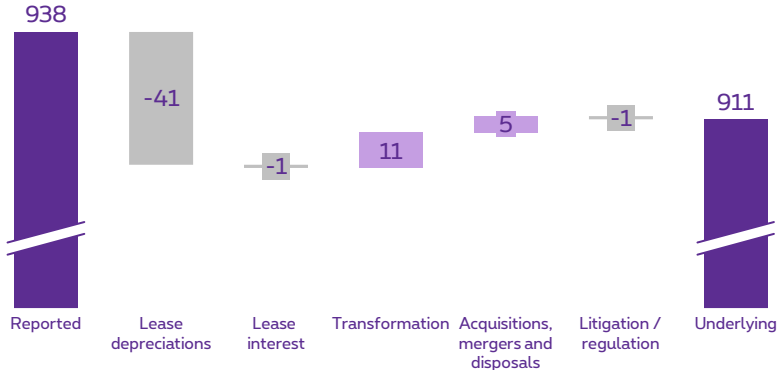 938
-41
-1
11
5
-1
911
Reported
Lease
depreciations
Lease
interest
Transformation
Acquisitions,
mergers and
disposals
Litigation /
regulation
Underlying